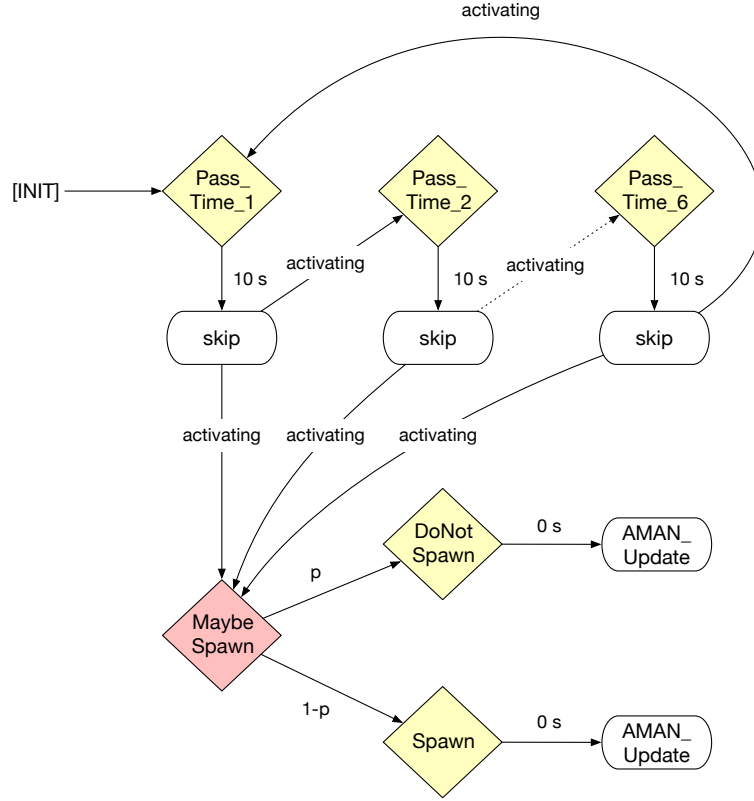 activating
[INIT]
Pass_
Time_1
Pass_
Time_2
Pass_
Time_6
activating
activating
10 s
10 s
10 s
skip
skip
skip
activating
activating
activating
DoNot
Spawn
0 s
AMAN_
Update
p
Maybe
Spawn
1-p
Spawn
0 s
AMAN_
Update